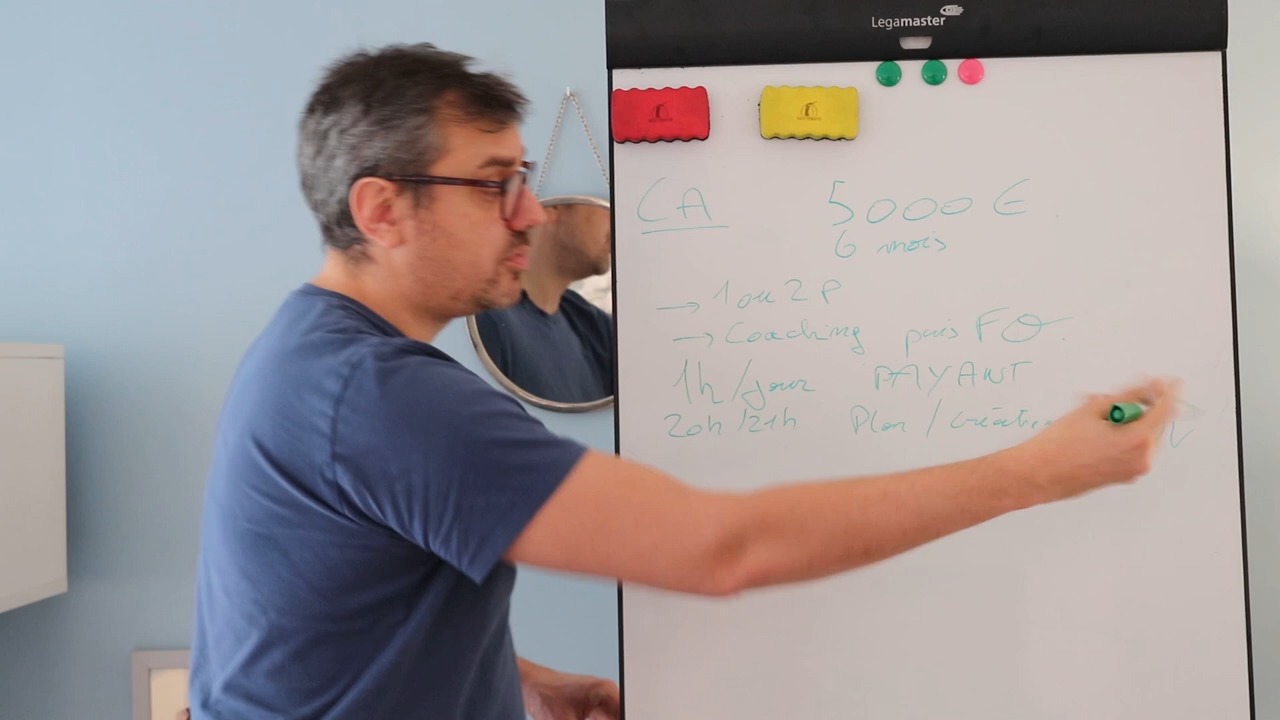 Legamaster
CA 5000 €
6 mois
→ 1 ou 2 P
→ Coaching puis FO
1h/jour PAYANT
20h/21h Plan / création